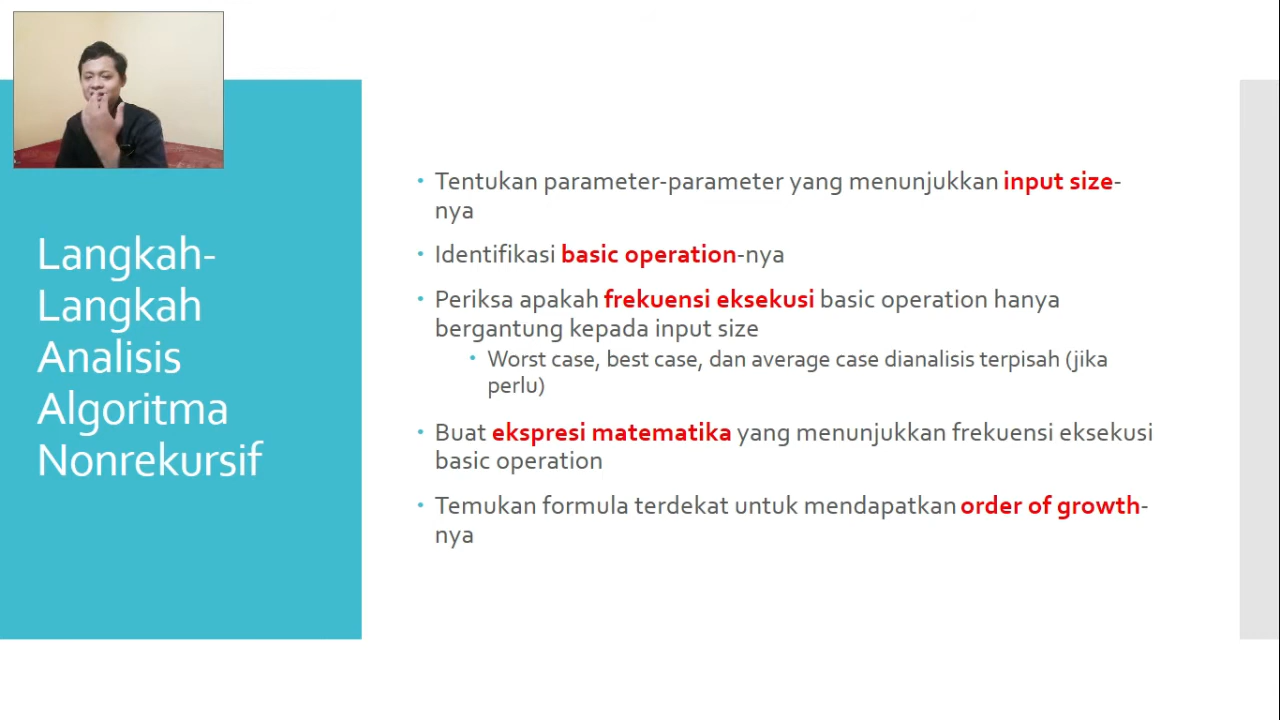 Langkah-
Langkah
Analisis
Algoritma
Nonrekursif
• Tentukan parameter-parameter yang menunjukkan input size-
nya
• Identifikasi basic operation-nya
• Periksa apakah frekuensi eksekusi basic operation hanya
bergantung kepada input size
• Worst case, best case, dan average case dianalisis terpisah (jika
perlu)
• Buat ekspresi matematika yang menunjukkan frekuensi eksekusi
basic operation
• Temukan formula terdekat untuk mendapatkan order of growth-
nya